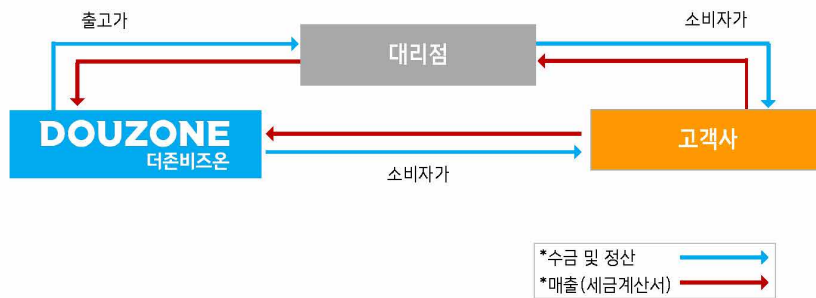 출고가
소비자가
대리점
DOUZONE
더존비즈온
고객사
소비자가
*수금 및 정산
*매출(세금계산서)